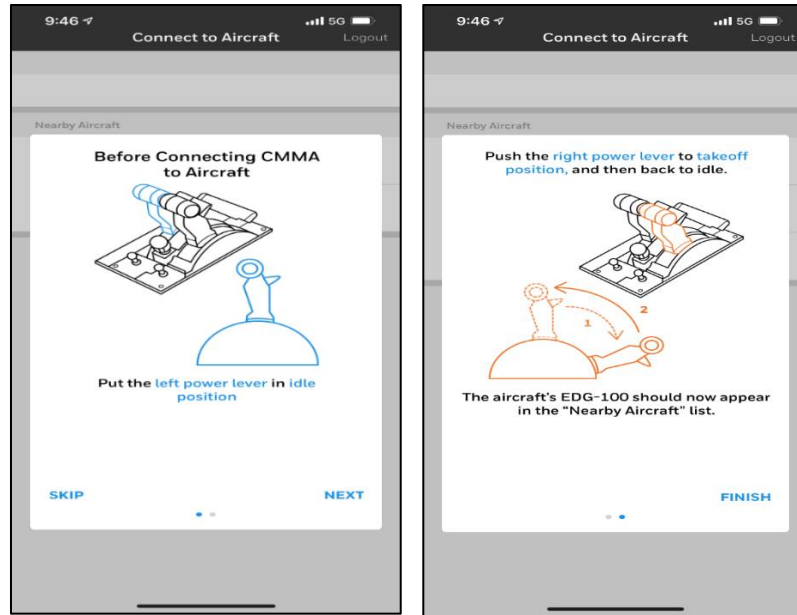 9:46
5G
Connect to Aircraft
Logout
Nearby Aircraft
Before Connecting CMMA
to Aircraft
Put the left power lever in idle
position
SKIP
NEXT
9:46
5G
Connect to Aircraft
Logout
Nearby Aircraft
Push the right power lever to takeoff
position, and then back to idle.
1
2
The aircraft's EDG-100 should now appear
in the "Nearby Aircraft" list.
FINISH